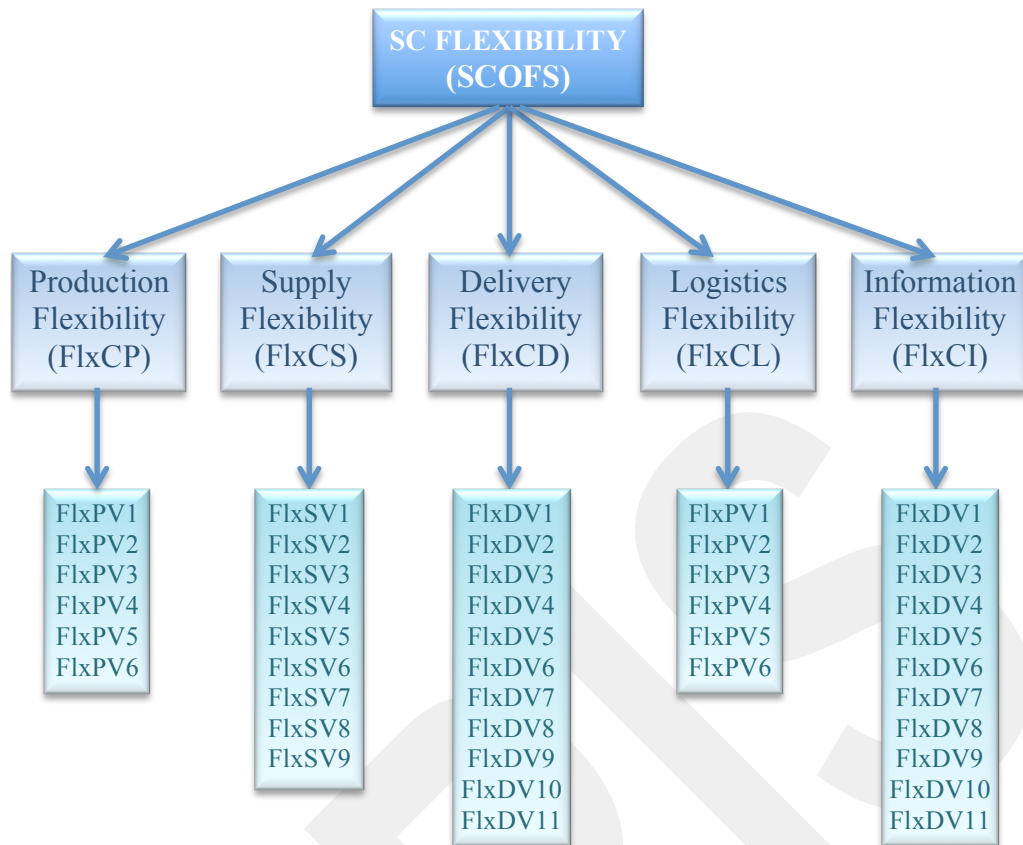 SC FLEXIBILITY
(SCOFS)
Production
Flexibility
(FlxCP)
Supply
Flexibility
(FlxCS)
Delivery
Flexibility
(FlxCD)
Logistics
Flexibility
(FlxCL)
Information
Flexibility
(FlxCI)
FlxPV1
FlxPV2
FlxPV3
FlxPV4
FlxPV5
FlxPV6
FlxSV1
FlxSV2
FlxSV3
FlxSV4
FlxSV5
FlxSV6
FlxSV7
FlxSV8
FlxSV9
FlxDV1
FlxDV2
FlxDV3
FlxDV4
FlxDV5
FlxDV6
FlxDV7
FlxDV8
FlxDV9
FlxDV10
FlxDV11
FlxPV1
FlxPV2
FlxPV3
FlxPV4
FlxPV5
FlxPV6
FlxDV1
FlxDV2
FlxDV3
FlxDV4
FlxDV5
FlxDV6
FlxDV7
FlxDV8
FlxDV9
FlxDV10
FlxDV11